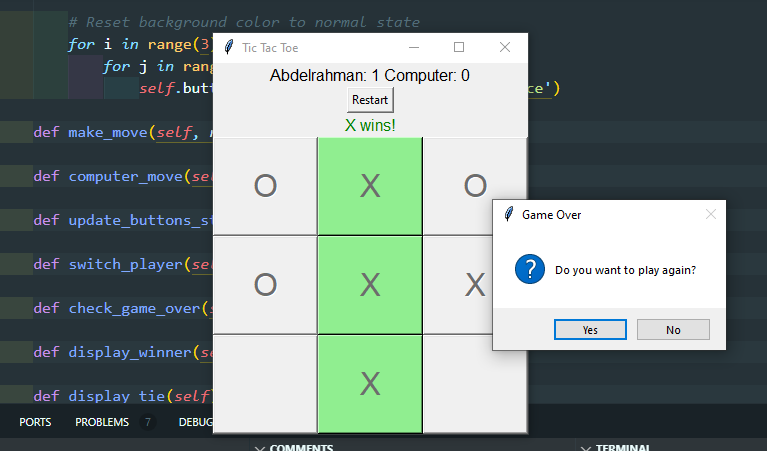 # Reset background color to normal state
for i in range(3)
for j in rang
self.butt
ce')
def make_move(self,
def computer_move(sel
def update_buttons_st
def switch_player(sel
def check_game_over(s
def display_winner(se
def display_tie(self)
PORTS PROBLEMS 7 DEBUG
COMMENTS TERMINAL
Tic Tac Toe
Abdelrahman: 1 Computer: 0
Restart
X wins!
O X O
O X X
X
Game Over
Do you want to play again?
Yes No